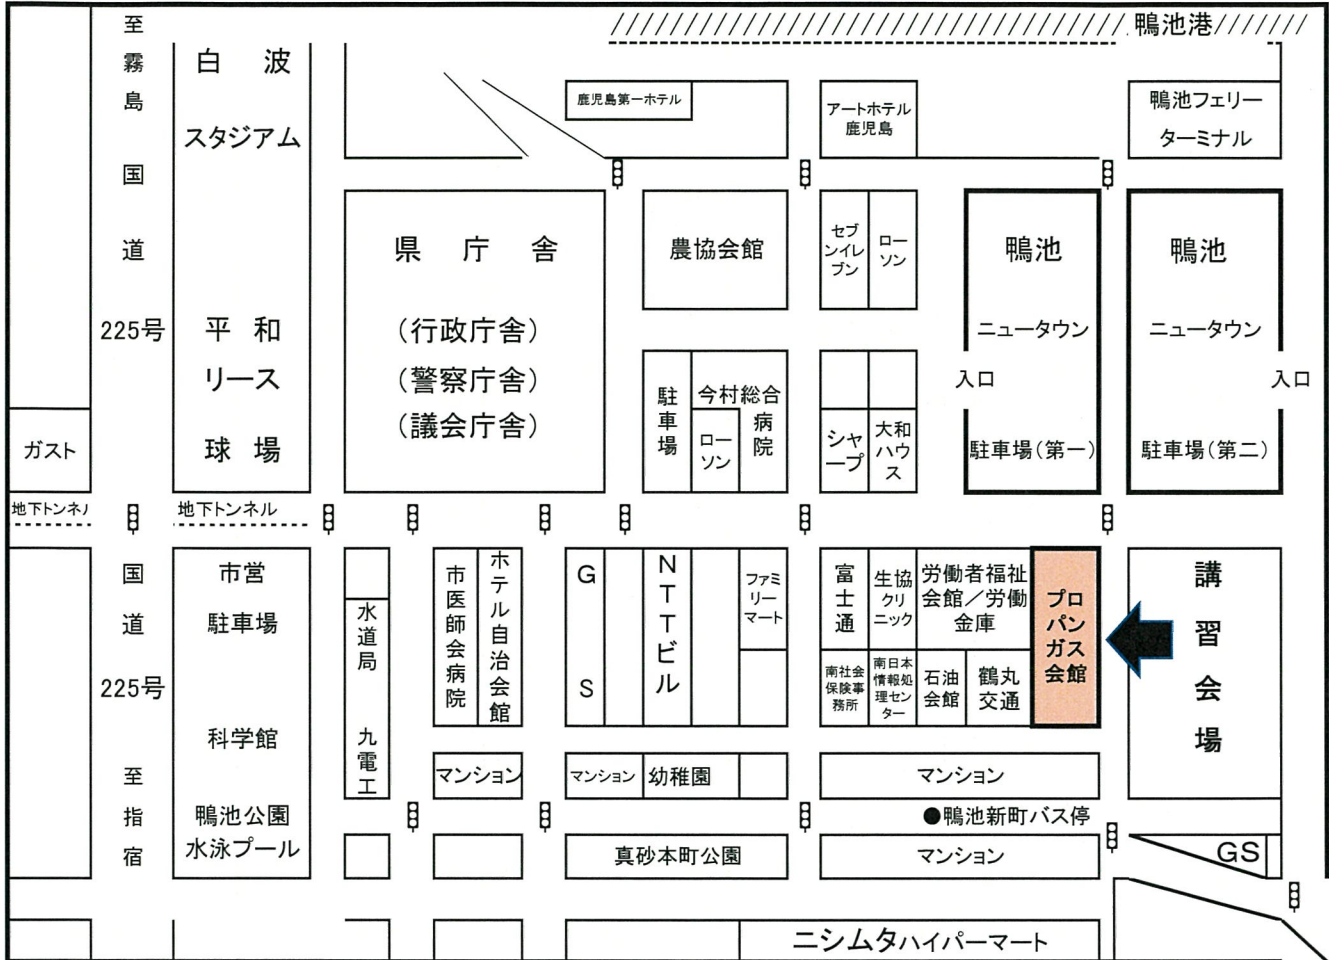 鴨池港
至霧島
国道
225号
白波
スタジアム
平和
リース
球場
鹿児島第一ホテル
アートホテル
鹿児島
鴨池フェリー
ターミナル
県庁舎
(行政庁舎)
(警察庁舎)
(議会庁舎)
農協会館
セブ
ンイレ
ブン
ロー
ソン
鴨池
ニュータウン
入口
駐車場(第一)
鴨池
ニュータウン
入口
駐車場(第二)
駐車場
今村総合
病院
ロー
ソン
シャ
ープ
大和
ハウ
ス
ガスト
地下トンネル
地下トンネル
国道
225号
至指宿
市営
駐車場
科学館
鴨池公園
水泳プール
水道局
九電工
市医師会病院
ホテル自治会館
GS
NTTビル
ファミ
リー
マート
富士通
生協
クリ
ニック
労働者福祉
会館/労働
金庫
プロ
パン
ガス
会館
講習会場
南社会
保険事
務所
南日本
情報処
理セン
ター
石油
会館
鶴丸
交通
マンション
マンション
幼稚園
マンション
●鴨池新町バス停
真砂本町公園
マンション
GS
ニシムタハイパーマート